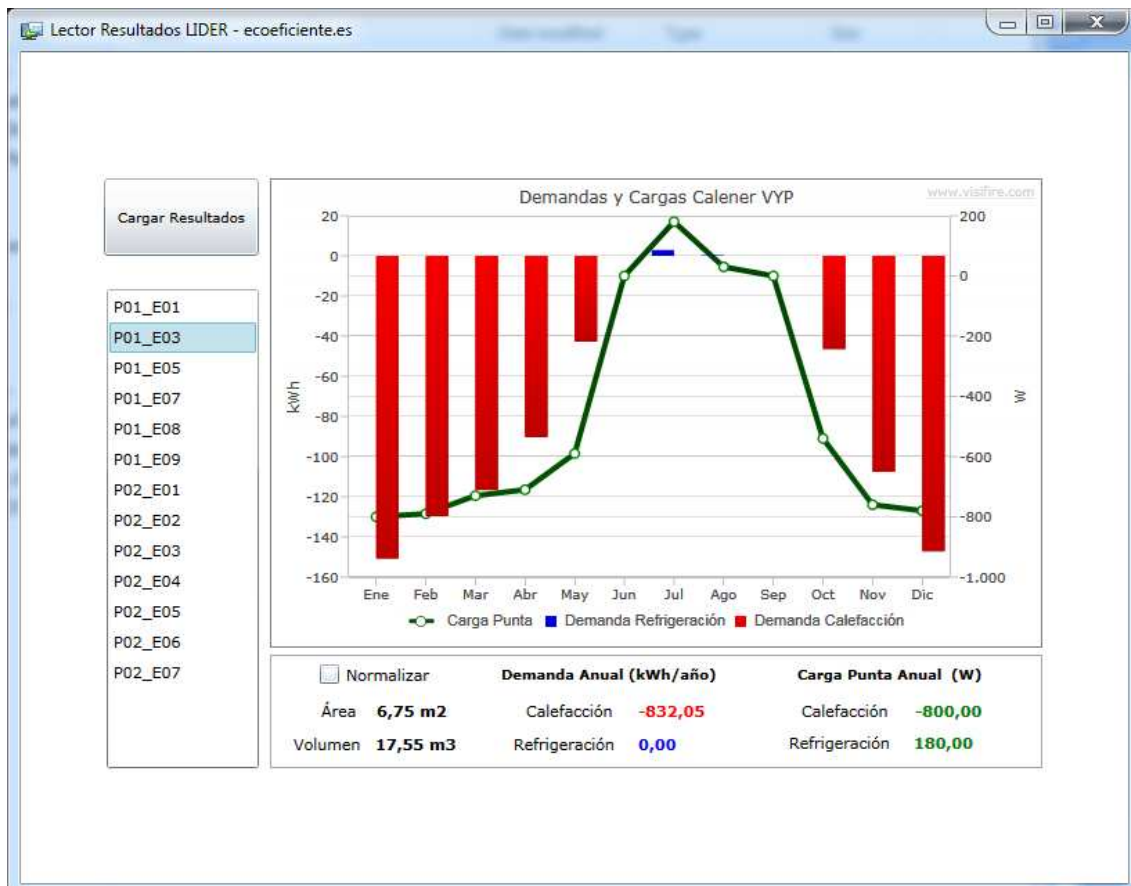 Lector Resultados LIDER - ecoeficiente.es
Cargar Resultados
P01_E01
P01_E03
P01_E05
P01_E07
P01_E08
P01_E09
P02_E01
P02_E02
P02_E03
P02_E04
P02_E05
P02_E06
P02_E07
Demandas y Cargas Calener VYP
www.visifire.com
kWh
20
0
-20
-40
-60
-80
-100
-120
-140
-160
200
0
-200
-400
-600
-800
-1.000
W
Ene Feb Mar Abr May Jun Jul Ago Sep Oct Nov Dic
Carga Punta Demanda Refrigeración Demanda Calefacción
Normalizar Demanda Anual (kWh/año) Carga Punta Anual (W)
Área 6,75 m2 Calefacción -832,05 Calefacción -800,00
Volumen 17,55 m3 Refrigeración 0,00 Refrigeración 180,00